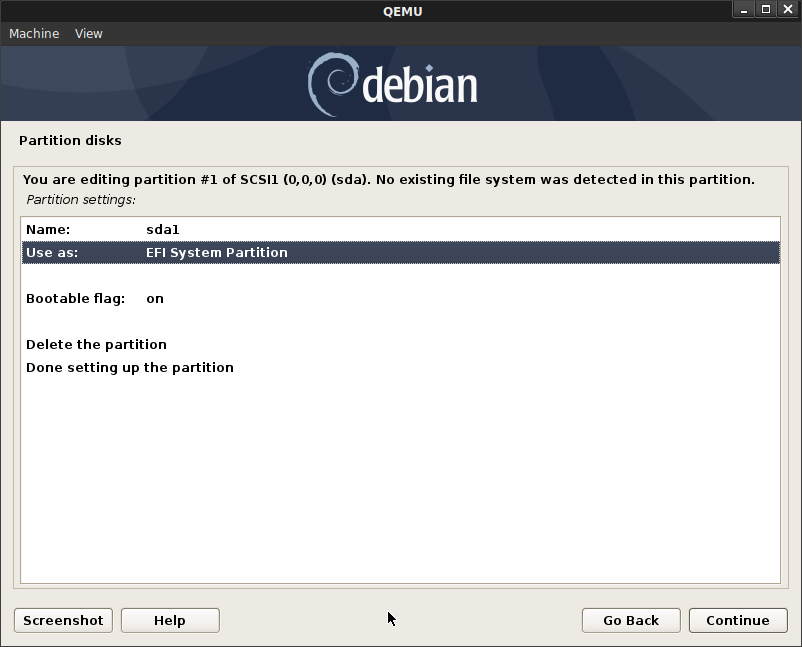 QEMU
Machine View
debian
Partition disks
You are editing partition #1 of SCSI1 (0,0,0) (sda). No existing file system was detected in this partition.
Partition settings:
Name: sda1
Use as: EFI System Partition
Bootable flag: on
Delete the partition
Done setting up the partition
Screenshot Help Go Back Continue